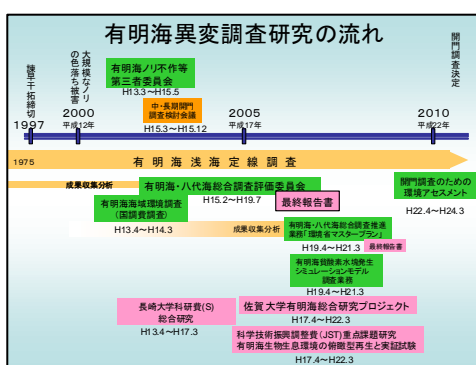 有明海異変調査研究の流れ
諫早干拓締切
大規模なノリの色落ち被害
開門調査決定
有明海ノリ不作等
第三者委員会
H13.3～H15.5
中・長期開門
調査検討会議
H15.3～H15.12
1997
2000
平成12年
2005
平成17年
2010
平成22年
1975
有明海浅海定線調査
成果収集分析
有明海・八代海総合調査評価委員会
H15.2～H19.7
最終報告書
開門調査のための
環境アセスメント
H22.4～H24.3
有明海海域環境調査
(国調費調査)
H13.4～H14.3
成果収集分析
有明海・八代海総合調査推進
業務「環境省マスタープラン」
H19.4～H21.3
最終報告書
有明海貧酸素水塊発生
シミュレーションモデル
調査業務
H19.4～H21.3
長崎大学科研費(S)
総合研究
H13.4～H17.3
佐賀大学有明海総合研究プロジェクト
H17.4～H22.3
科学技術振興調整費(JST)重点課題研究
有明海生物生息環境の俯瞰型再生と実証試験
H17.4～H22.3